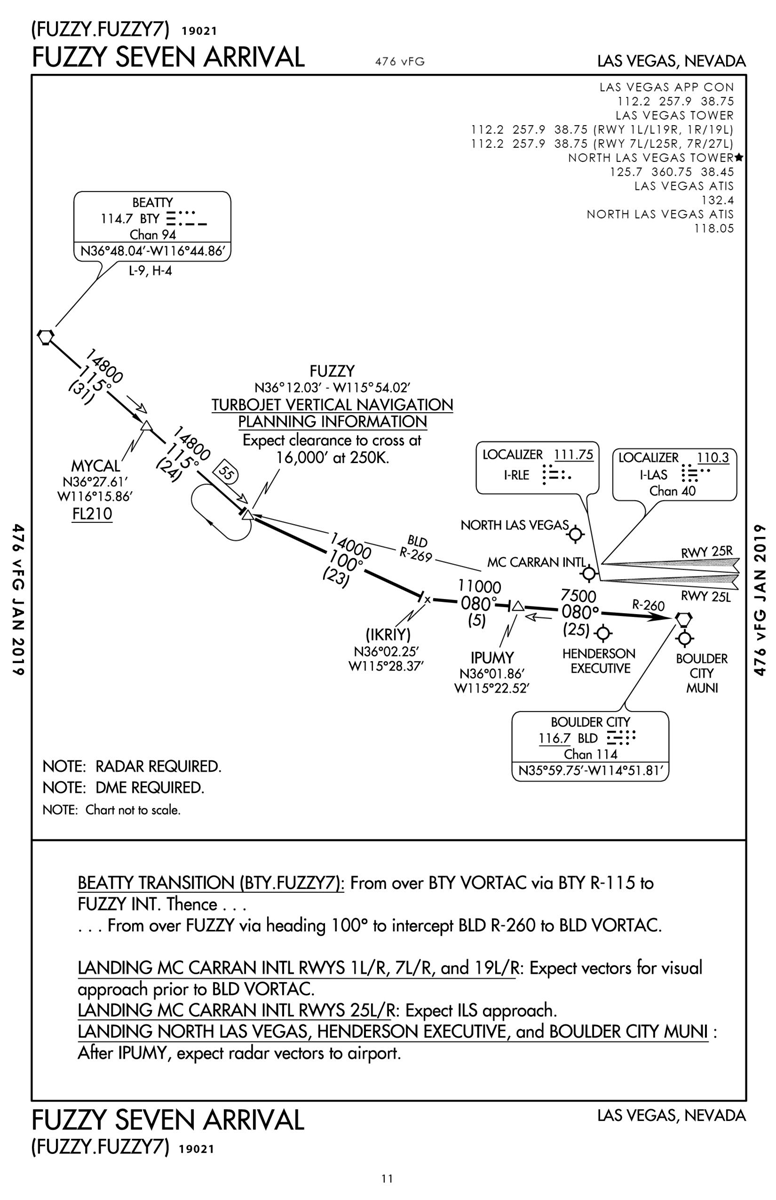 (FUZZY.FUZZY7) 19021
FUZZY SEVEN ARRIVAL
476 vFG
LAS VEGAS, NEVADA
LAS VEGAS APP CON
112.2 257.9 38.75
LAS VEGAS TOWER
112.2 257.9 38.75 (RWY 1L/L19R, 1R/19L)
112.2 257.9 38.75 (RWY 7L/L25R, 7R/27L)
NORTH LAS VEGAS TOWER★
125.7 360.75 38.45
LAS VEGAS ATIS
132.4
NORTH LAS VEGAS ATIS
118.05
BEATTY
114.7 BTY
Chan 94
N36°48.04’-W116°44.86’
L-9, H-4
14800
115°
(31)
MYCAL
N36°27.61’
W116°15.86’
FL210
14800
115°
(24)
55
FUZZY
N36°12.03’ - W115°54.02’
TURBOJET VERTICAL NAVIGATION
PLANNING INFORMATION
Expect clearance to cross at
16,000’ at 250K.
LOCALIZER 111.75
I-RLE
LOCALIZER 110.3
I-LAS
Chan 40
NORTH LAS VEGAS
MC CARRAN INTL
RWY 25R
RWY 25L
BLD
R-269
14000
100°
(23)
(IKRIY)
N36°02.25’
W115°28.37’
11000
080°
(5)
IPUMY
N36°01.86’
W115°22.52’
7500
080°
(25)
R-260
HENDERSON
EXECUTIVE
BOULDER
CITY
MUNI
BOULDER CITY
116.7 BLD
Chan 114
N35°59.75’-W114°51.81’
476 vFG JAN 2019
476 vFG JAN 2019
NOTE: RADAR REQUIRED.
NOTE: DME REQUIRED.
NOTE: Chart not to scale.
BEATTY TRANSITION (BTY.FUZZY7): From over BTY VORTAC via BTY R-115 to
FUZZY INT. Thence . . .
. . . From over FUZZY via heading 100° to intercept BLD R-260 to BLD VORTAC.
LANDING MC CARRAN INTL RWYS 1L/R, 7L/R, and 19L/R: Expect vectors for visual
approach prior to BLD VORTAC.
LANDING MC CARRAN INTL RWYS 25L/R: Expect ILS approach.
LANDING NORTH LAS VEGAS, HENDERSON EXECUTIVE, and BOULDER CITY MUNI :
After IPUMY, expect radar vectors to airport.
FUZZY SEVEN ARRIVAL
LAS VEGAS, NEVADA
(FUZZY.FUZZY7) 19021
11